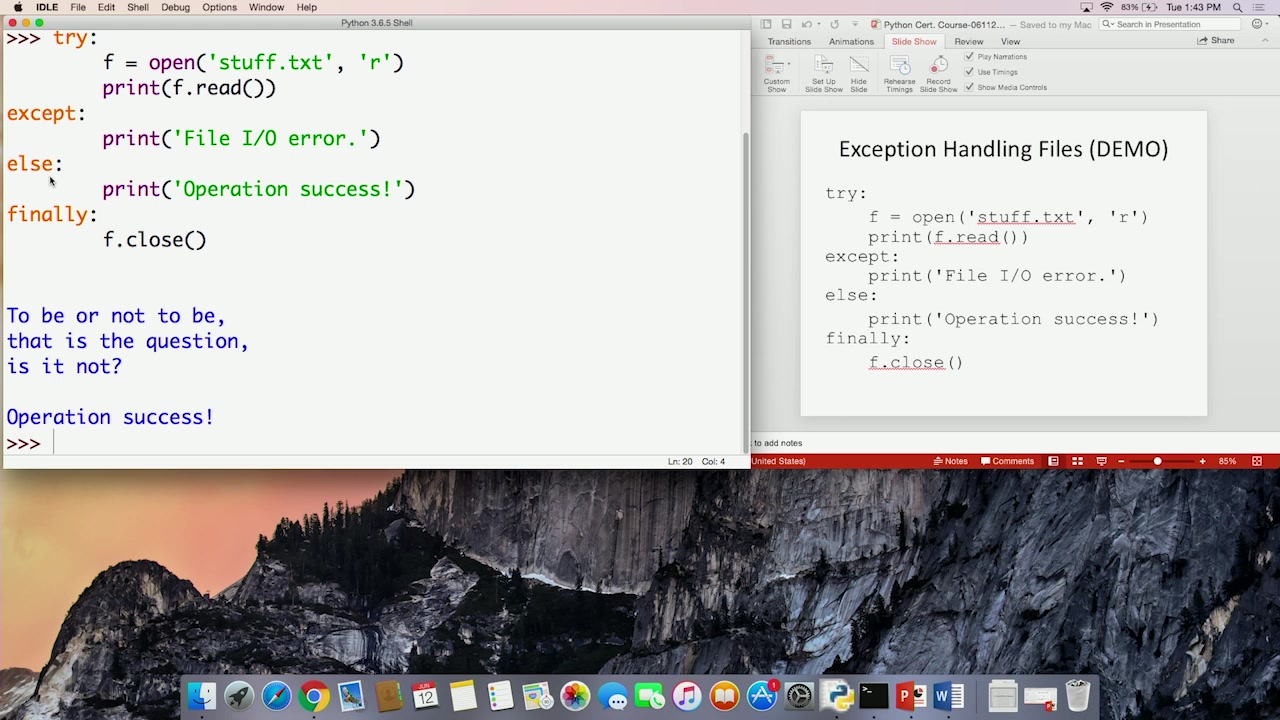 IDLE File Edit Shell Debug Options Window Help
83% Tue 1:43 PM
Python 3.6.5 Shell
>>> try:
f = open('stuff.txt', 'r')
print(f.read())
except:
print('File I/O error.')
else:
print('Operation success!')
finally:
f.close()
To be or not to be,
that is the question,
is it not?
Operation success!
>>>
Ln: 20 Col: 4
Python Cert. Course-06112... — Saved to my Mac
Search in Presentation
Transitions Animations Slide Show Review View
Share
Custom Show
Set Up Slide Show
Hide Slide
Rehearse Timings
Record Slide Show
Play Narrations
Use Timings
Show Media Controls
Exception Handling Files (DEMO)
try:
f = open('stuff.txt', 'r')
print(f.read())
except:
print('File I/O error.')
else:
print('Operation success!')
finally:
f.close()
to add notes
United States)
Notes Comments
85%
JUN
12
1